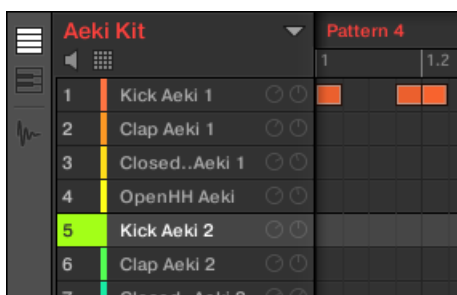 Aeki Kit
Pattern 4
1 1.2
1 Kick Aeki 1
2 Clap Aeki 1
3 Closed..Aeki 1
4 OpenHH Aeki
5 Kick Aeki 2
6 Clap Aeki 2